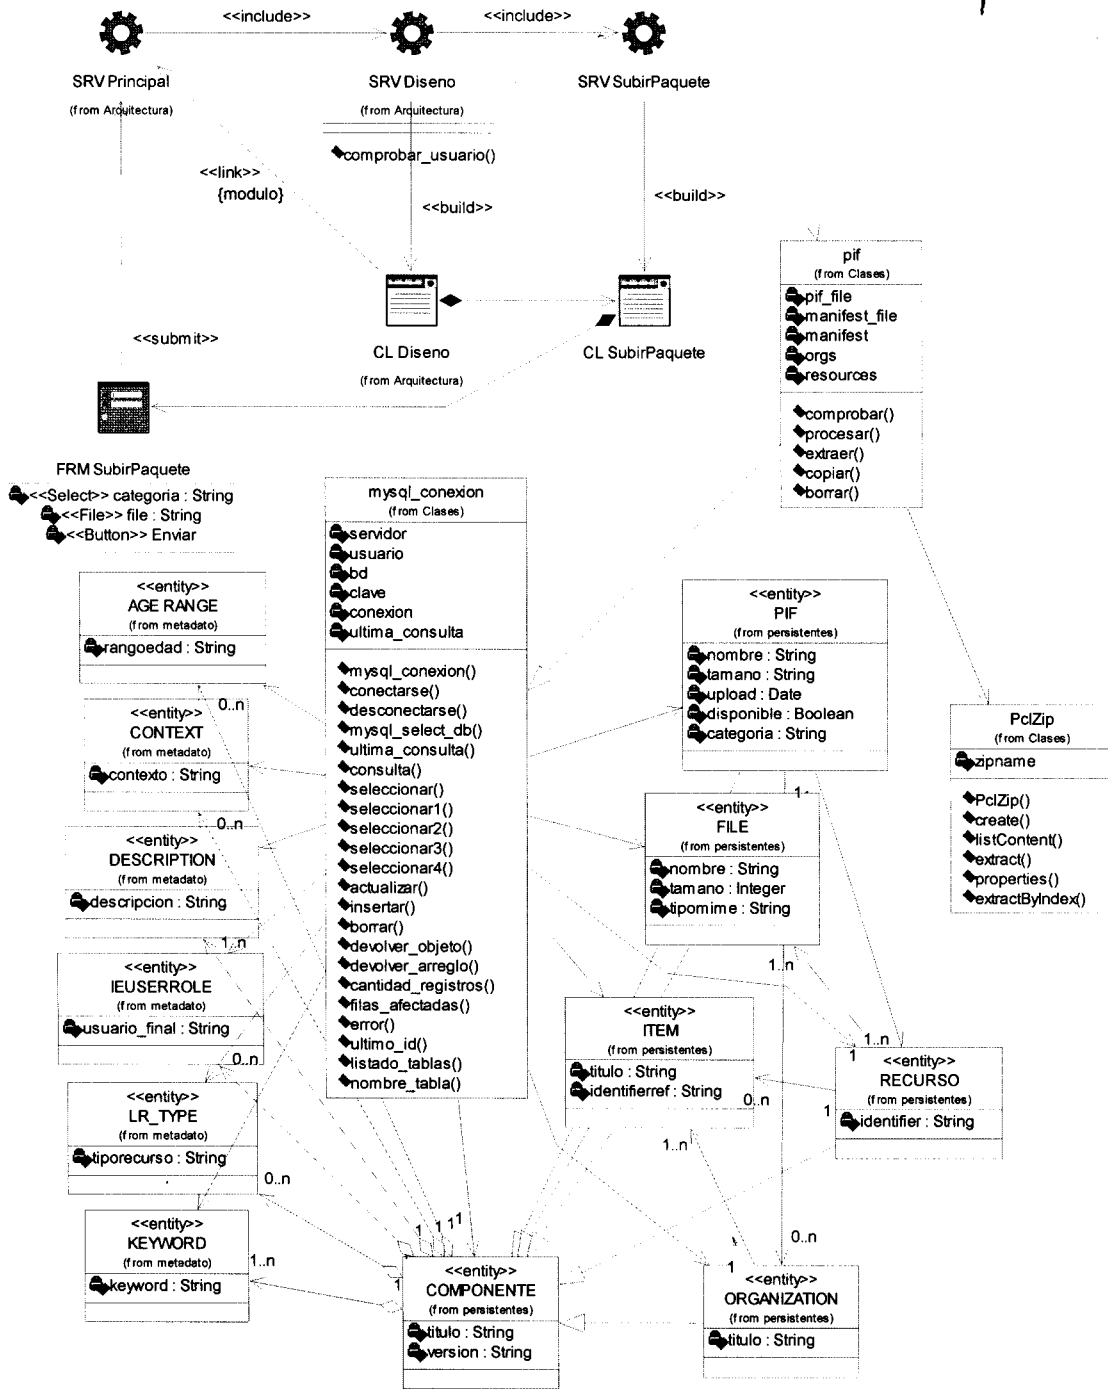 <<include>>
<<include>>
SRV Principal
(from Arquitectura)
SRV Diseno
(from Arquitectura)
comprobar_usuario()
SRV SubirPaquete
<<link>>
{modulo}
<<build>>
<<build>>
<<submit>>
CL Diseno
(from Arquitectura)
CL SubirPaquete
pif
(from Clases)
pif_file
manifest_file
manifest
orgs
resources
comprobar()
procesar()
extraer()
copiar()
borrar()
FRM SubirPaquete
<<Select>> categoria : String
<<File>> file : String
<<Button>> Enviar
mysql_conexion
(from Clases)
servidor
usuario
bd
clave
conexion
ultima_consulta
mysql_conexion()
conectarse()
desconectarse()
mysql_select_db()
ultima_consulta()
consulta()
seleccionar()
seleccionar1()
seleccionar2()
seleccionar3()
seleccionar4()
actualizar()
insertar()
borrar()
devolver_objeto()
devolver_arreglo()
cantidad_registros()
filas_afectadas()
error()
ultimo_id()
listado_tablas()
nombre_tabla()
<<entity>>
AGE RANGE
(from metadato)
rangoedad : String
0..n
<<entity>>
CONTEXT
(from metadato)
contexto : String
0..n
<<entity>>
DESCRIPTION
(from metadato)
descripcion : String
1..n
<<entity>>
IEUSERROLE
(from metadato)
usuario_final : String
0..n
<<entity>>
LR_TYPE
(from metadato)
tiporecurso : String
0..n
<<entity>>
KEYWORD
(from metadato)
keyword : String
1..n
<<entity>>
PIF
(from persistentes)
nombre : String
tamano : String
upload : Date
disponible : Boolean
categoria : String
1
<<entity>>
FILE
(from persistentes)
nombre : String
tamano : Integer
tipomime : String
1..n
PclZip
(from Clases)
zipname
PclZip()
create()
listContent()
extract()
properties()
extractByIndex()
<<entity>>
ITEM
(from persistentes)
titulo : String
identifierref : String
0..n
1..n
1..n
1
<<entity>>
RECURSO
(from persistentes)
identifier : String
1
1
1
1
1
1
<<entity>>
COMPONENTE
(from persistentes)
titulo : String
version : String
0..n
1
<<entity>>
ORGANIZATION
(from persistentes)
titulo : String